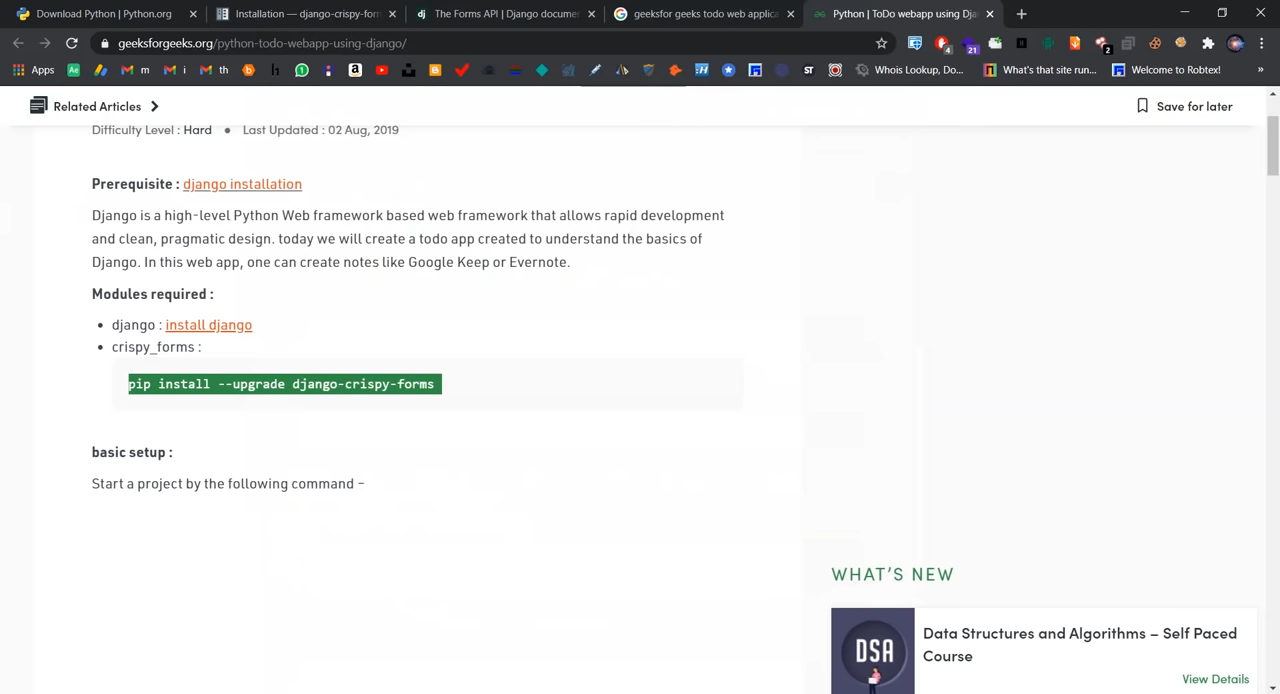 Download Python | Python.org
Installation — django-crispy-forn
The Forms API | Django documen
geeksfor geeks todo web applica
Python | ToDo webapp using Djan
geeksforgeeks.org/python-todo-webapp-using-django/
4
21
2
Apps
m
i
th
Whois Lookup, Do...
What's that site run...
Welcome to Robtex!
»
Related Articles
Save for later
Difficulty Level : Hard ● Last Updated : 02 Aug, 2019
Prerequisite : django installation
Django is a high-level Python Web framework based web framework that allows rapid development
and clean, pragmatic design. today we will create a todo app created to understand the basics of
Django. In this web app, one can create notes like Google Keep or Evernote.
Modules required :
• django : install django
• crispy_forms :
pip install --upgrade django-crispy-forms
basic setup :
Start a project by the following command –
WHAT'S NEW
DSA
Data Structures and Algorithms – Self Paced
Course
View Details